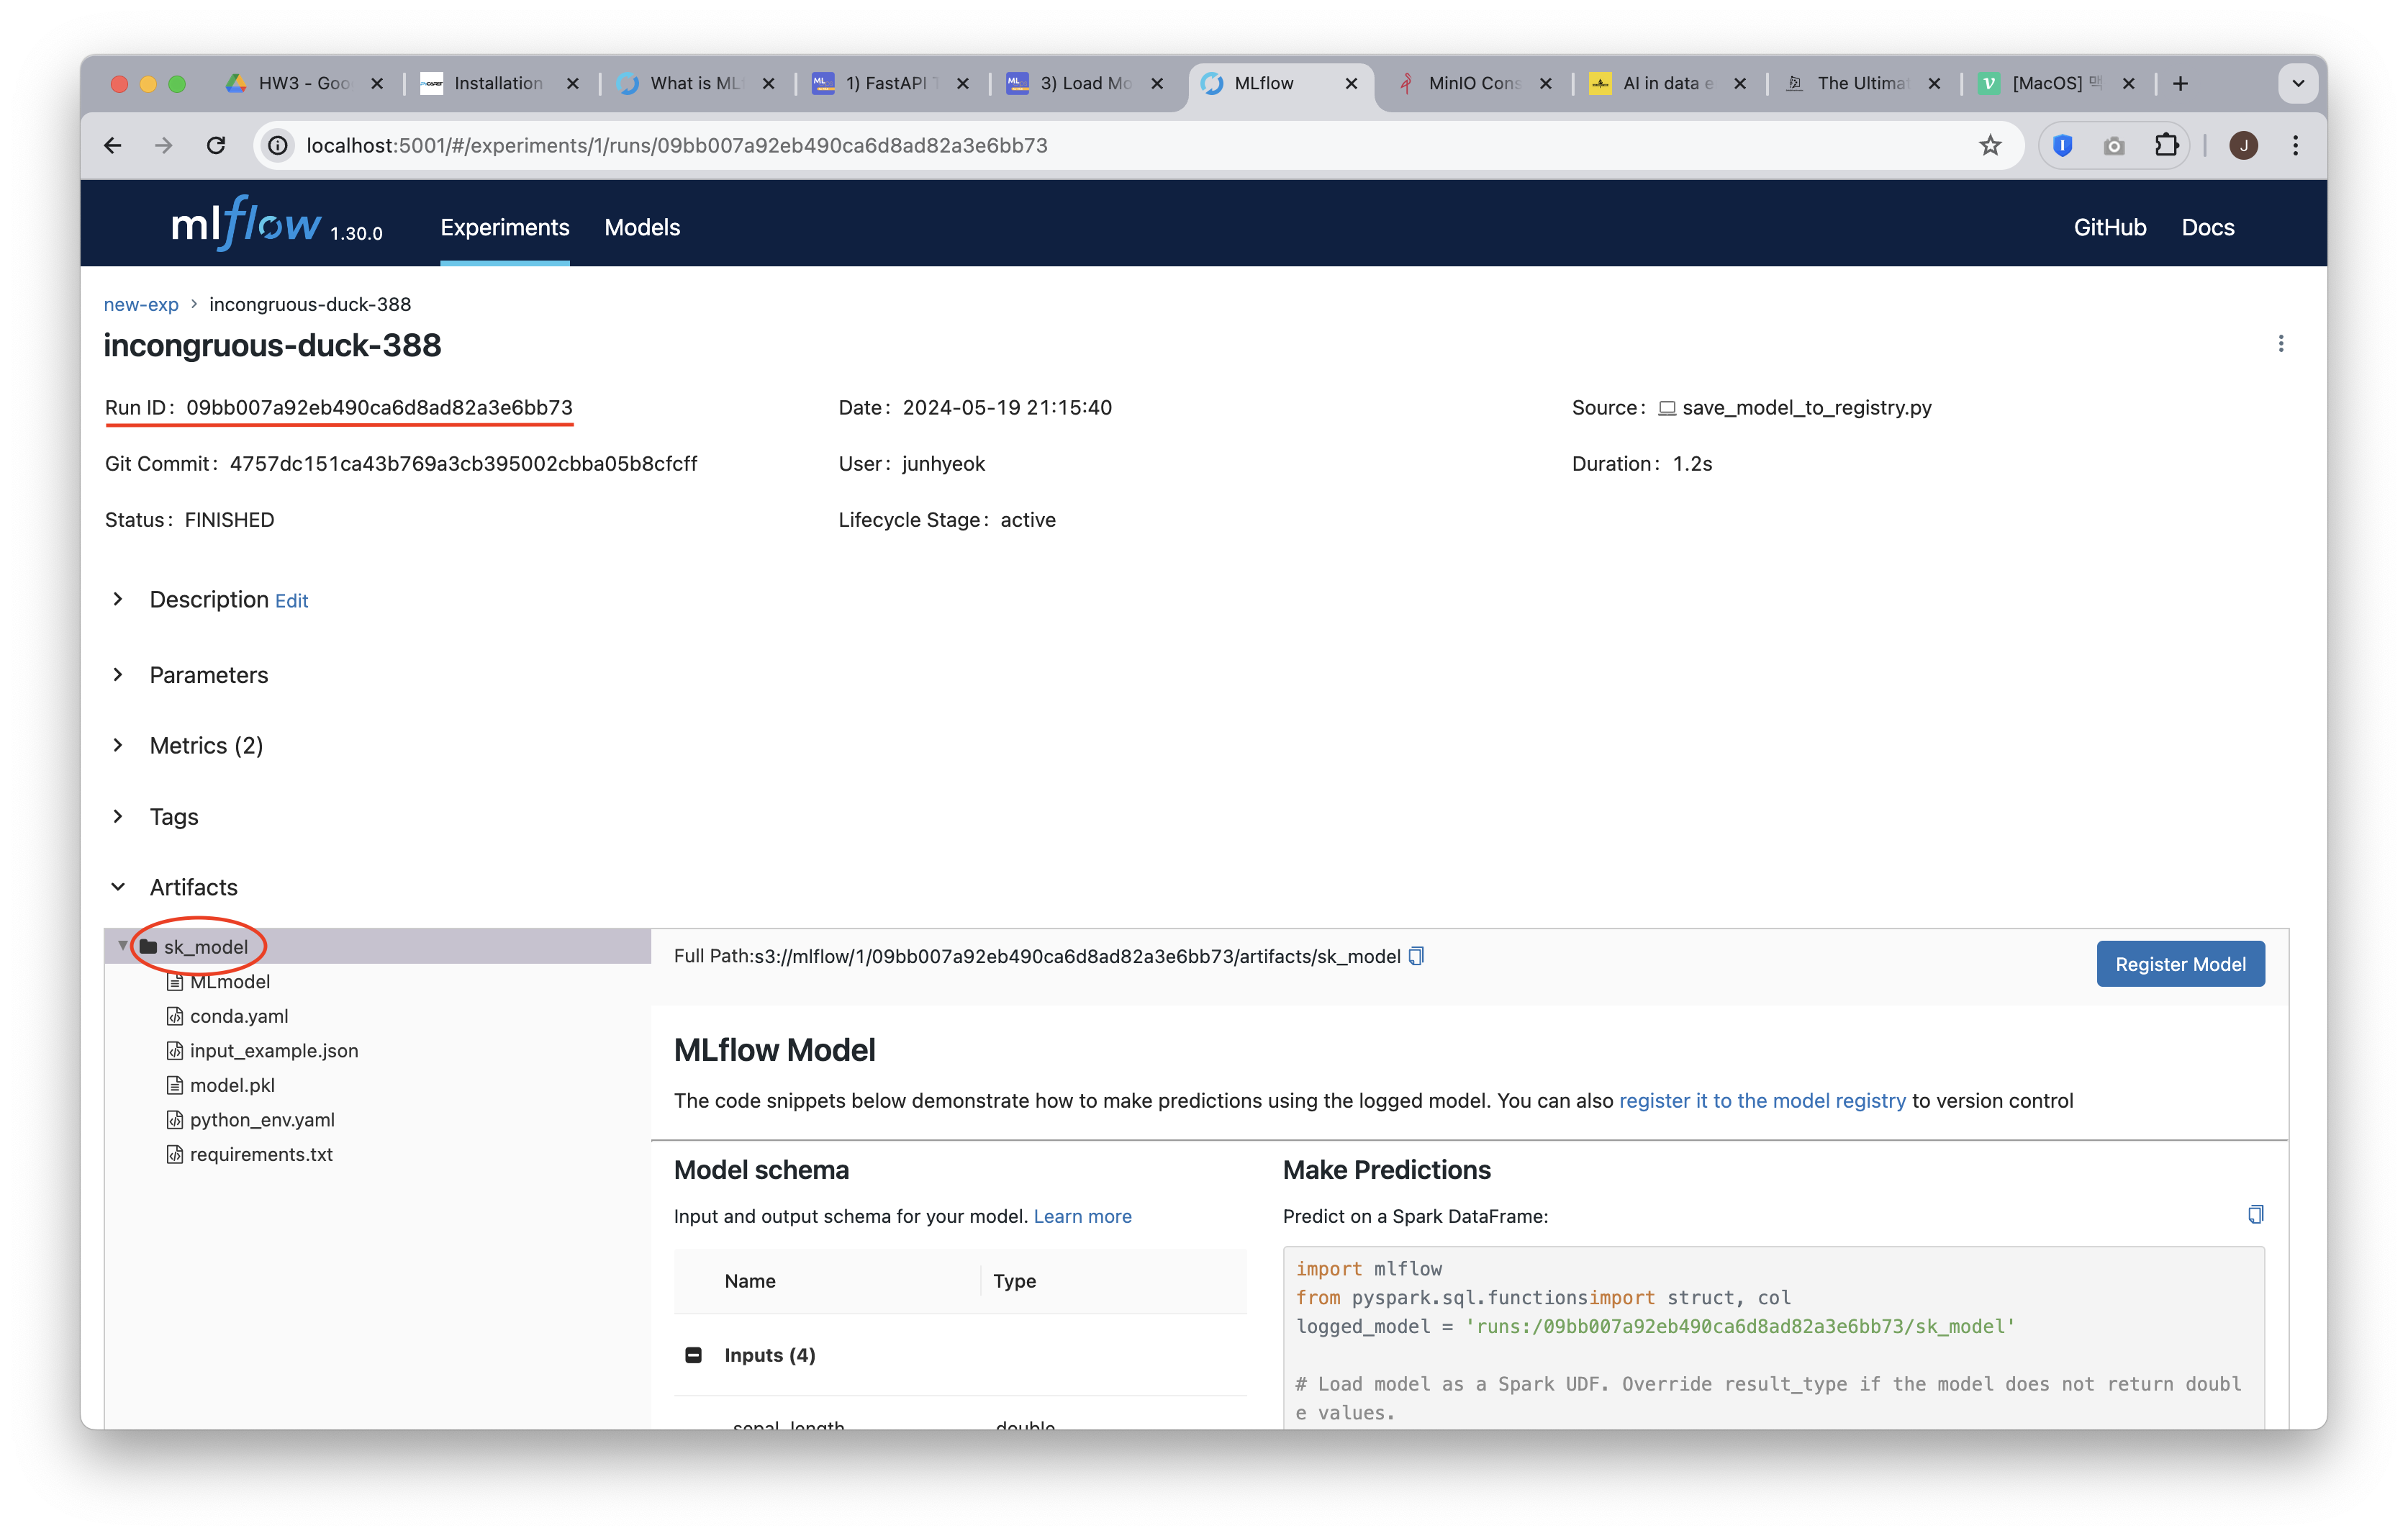 HW3 - Goo
Installation
What is ML
1) FastAPI T
3) Load Mo
MLflow
MinIO Cons
AI in data e
The Ultima
[MacOS] 맥
localhost:5001/#/experiments/1/runs/09bb007a92eb490ca6d8ad82a3e6bb73
J
mlflow 1.30.0 Experiments Models GitHub Docs
new-exp > incongruous-duck-388
incongruous-duck-388
Run ID: 09bb007a92eb490ca6d8ad82a3e6bb73 Date: 2024-05-19 21:15:40 Source: save_model_to_registry.py
Git Commit: 4757dc151ca43b769a3cb395002cbba05b8cfcff User: junhyeok Duration: 1.2s
Status: FINISHED Lifecycle Stage: active
Description Edit
Parameters
Metrics (2)
Tags
Artifacts
sk_model
MLmodel
conda.yaml
input_example.json
model.pkl
python_env.yaml
requirements.txt
Full Path:s3://mlflow/1/09bb007a92eb490ca6d8ad82a3e6bb73/artifacts/sk_model
Register Model
MLflow Model
The code snippets below demonstrate how to make predictions using the logged model. You can also register it to the model registry to version control
Model schema
Input and output schema for your model. Learn more
Name Type
Inputs (4)
sepal_length double
Make Predictions
Predict on a Spark DataFrame:
import mlflow
from pyspark.sql.functionsimport struct, col
logged_model = 'runs:/09bb007a92eb490ca6d8ad82a3e6bb73/sk_model'
# Load model as a Spark UDF. Override result_type if the model does not return doubl
e values.